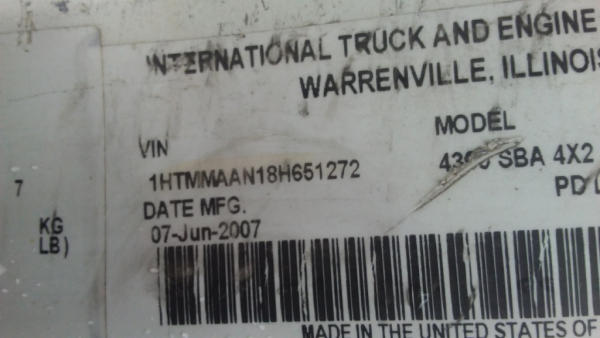 INTERNATIONAL TRUCK AND ENGINE
WARRENVILLE, ILLINOIS
VIN
MODEL
1HTMMAAN18H651272
4300 SBA 4X2
7
DATE MFG.
PD
KG
07-Jun-2007
LB)
MADE IN THE UNITED STATES OF